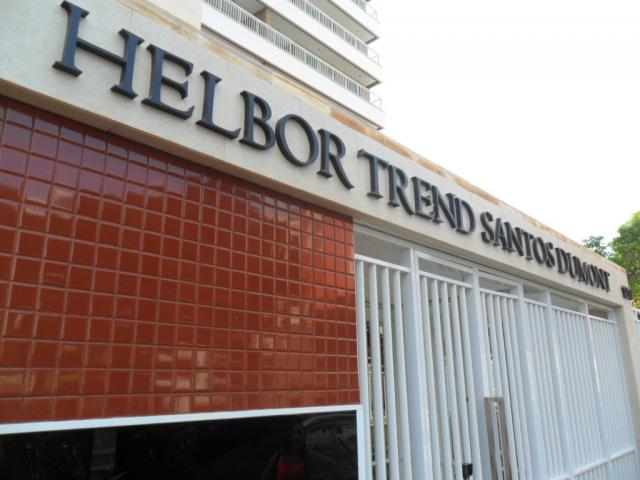 HELBOR TREND SANTOS DUMONT